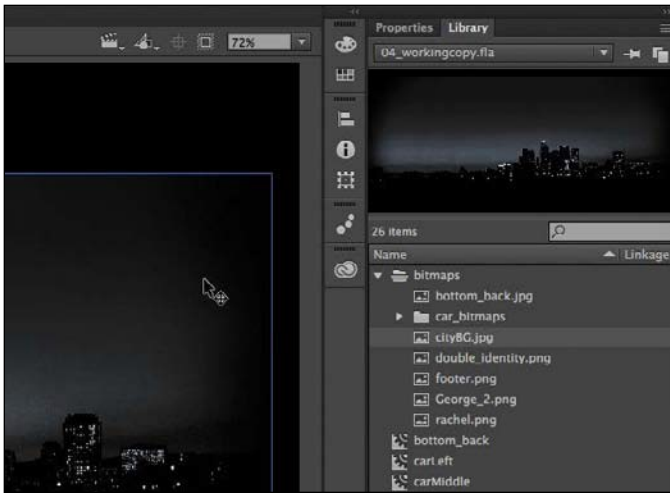 Properties Library
72%
04_workingcopy.fla
26 items
Name Linkage
bitmaps
bottom_back.jpg
car_bitmaps
cityBG.jpg
double_identity.png
footer.png
George_2.png
rachel.png
bottom_back
carLeft
carMiddle